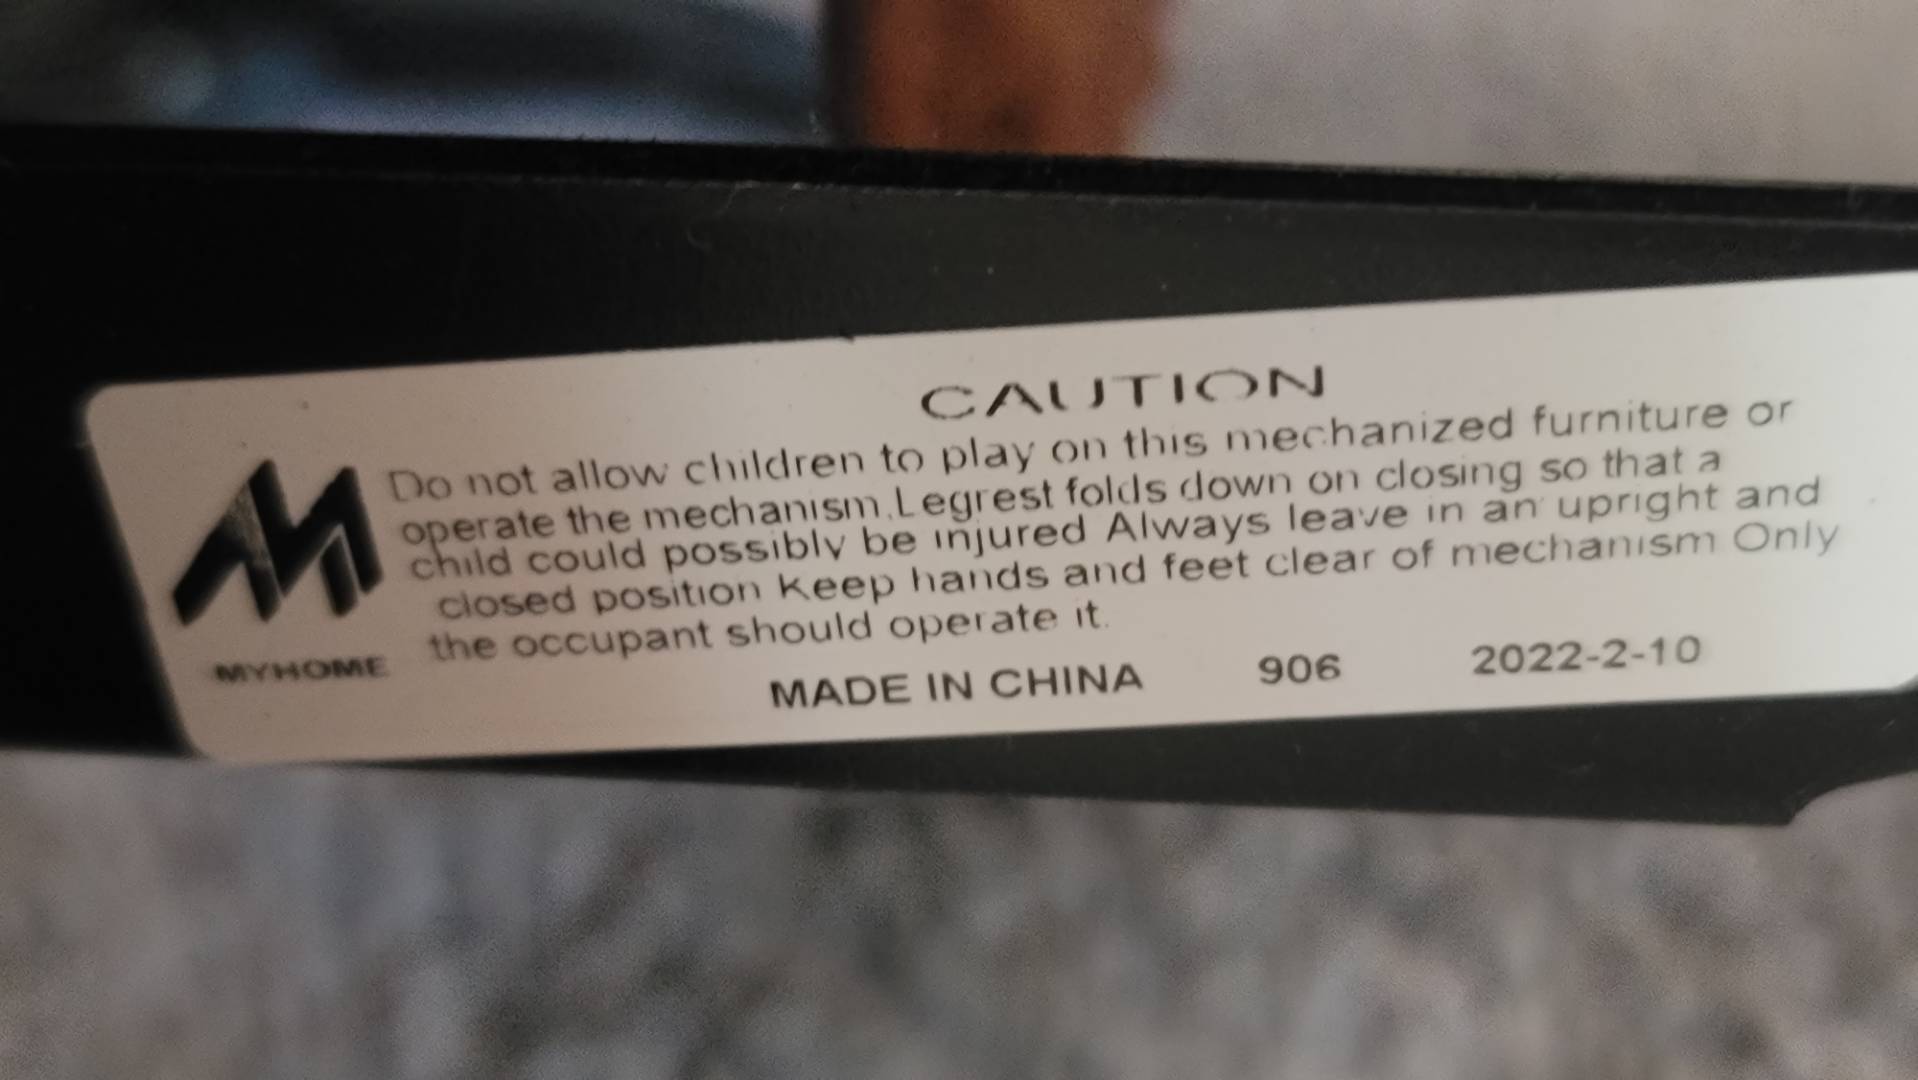 CAUTION
Do not allow children to play on this mechanized furniture or
operate the mechanism.Legrest folds down on closing so that a
child could possibly be injured Always leave in an upright and
closed position Keep hands and feet clear of mechanism Only
the occupant should operate it.
MYHOME
MADE IN CHINA 906 2022-2-10